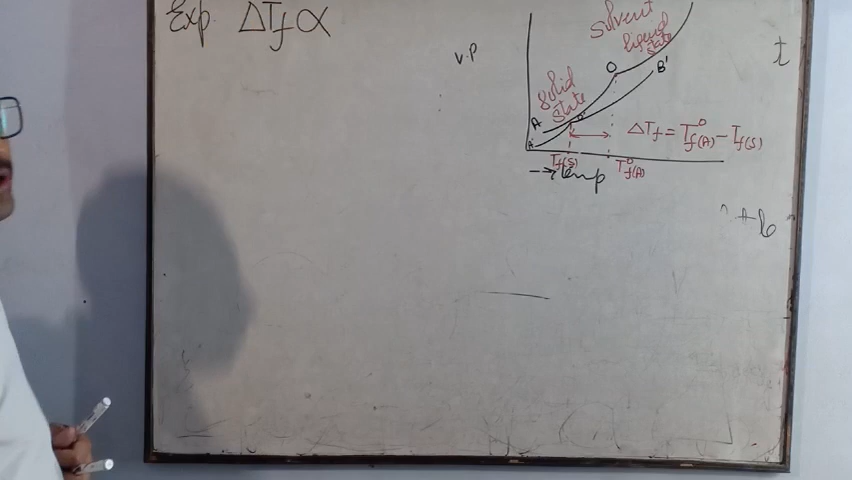 Exp. ΔTf α
solvent
liquid
state
V.P
t
O
B'
solid
state
A
O'
A'
ΔTf = T°f(A) - Tf(S)
Tf(S)
T°f(A)
→ Temp